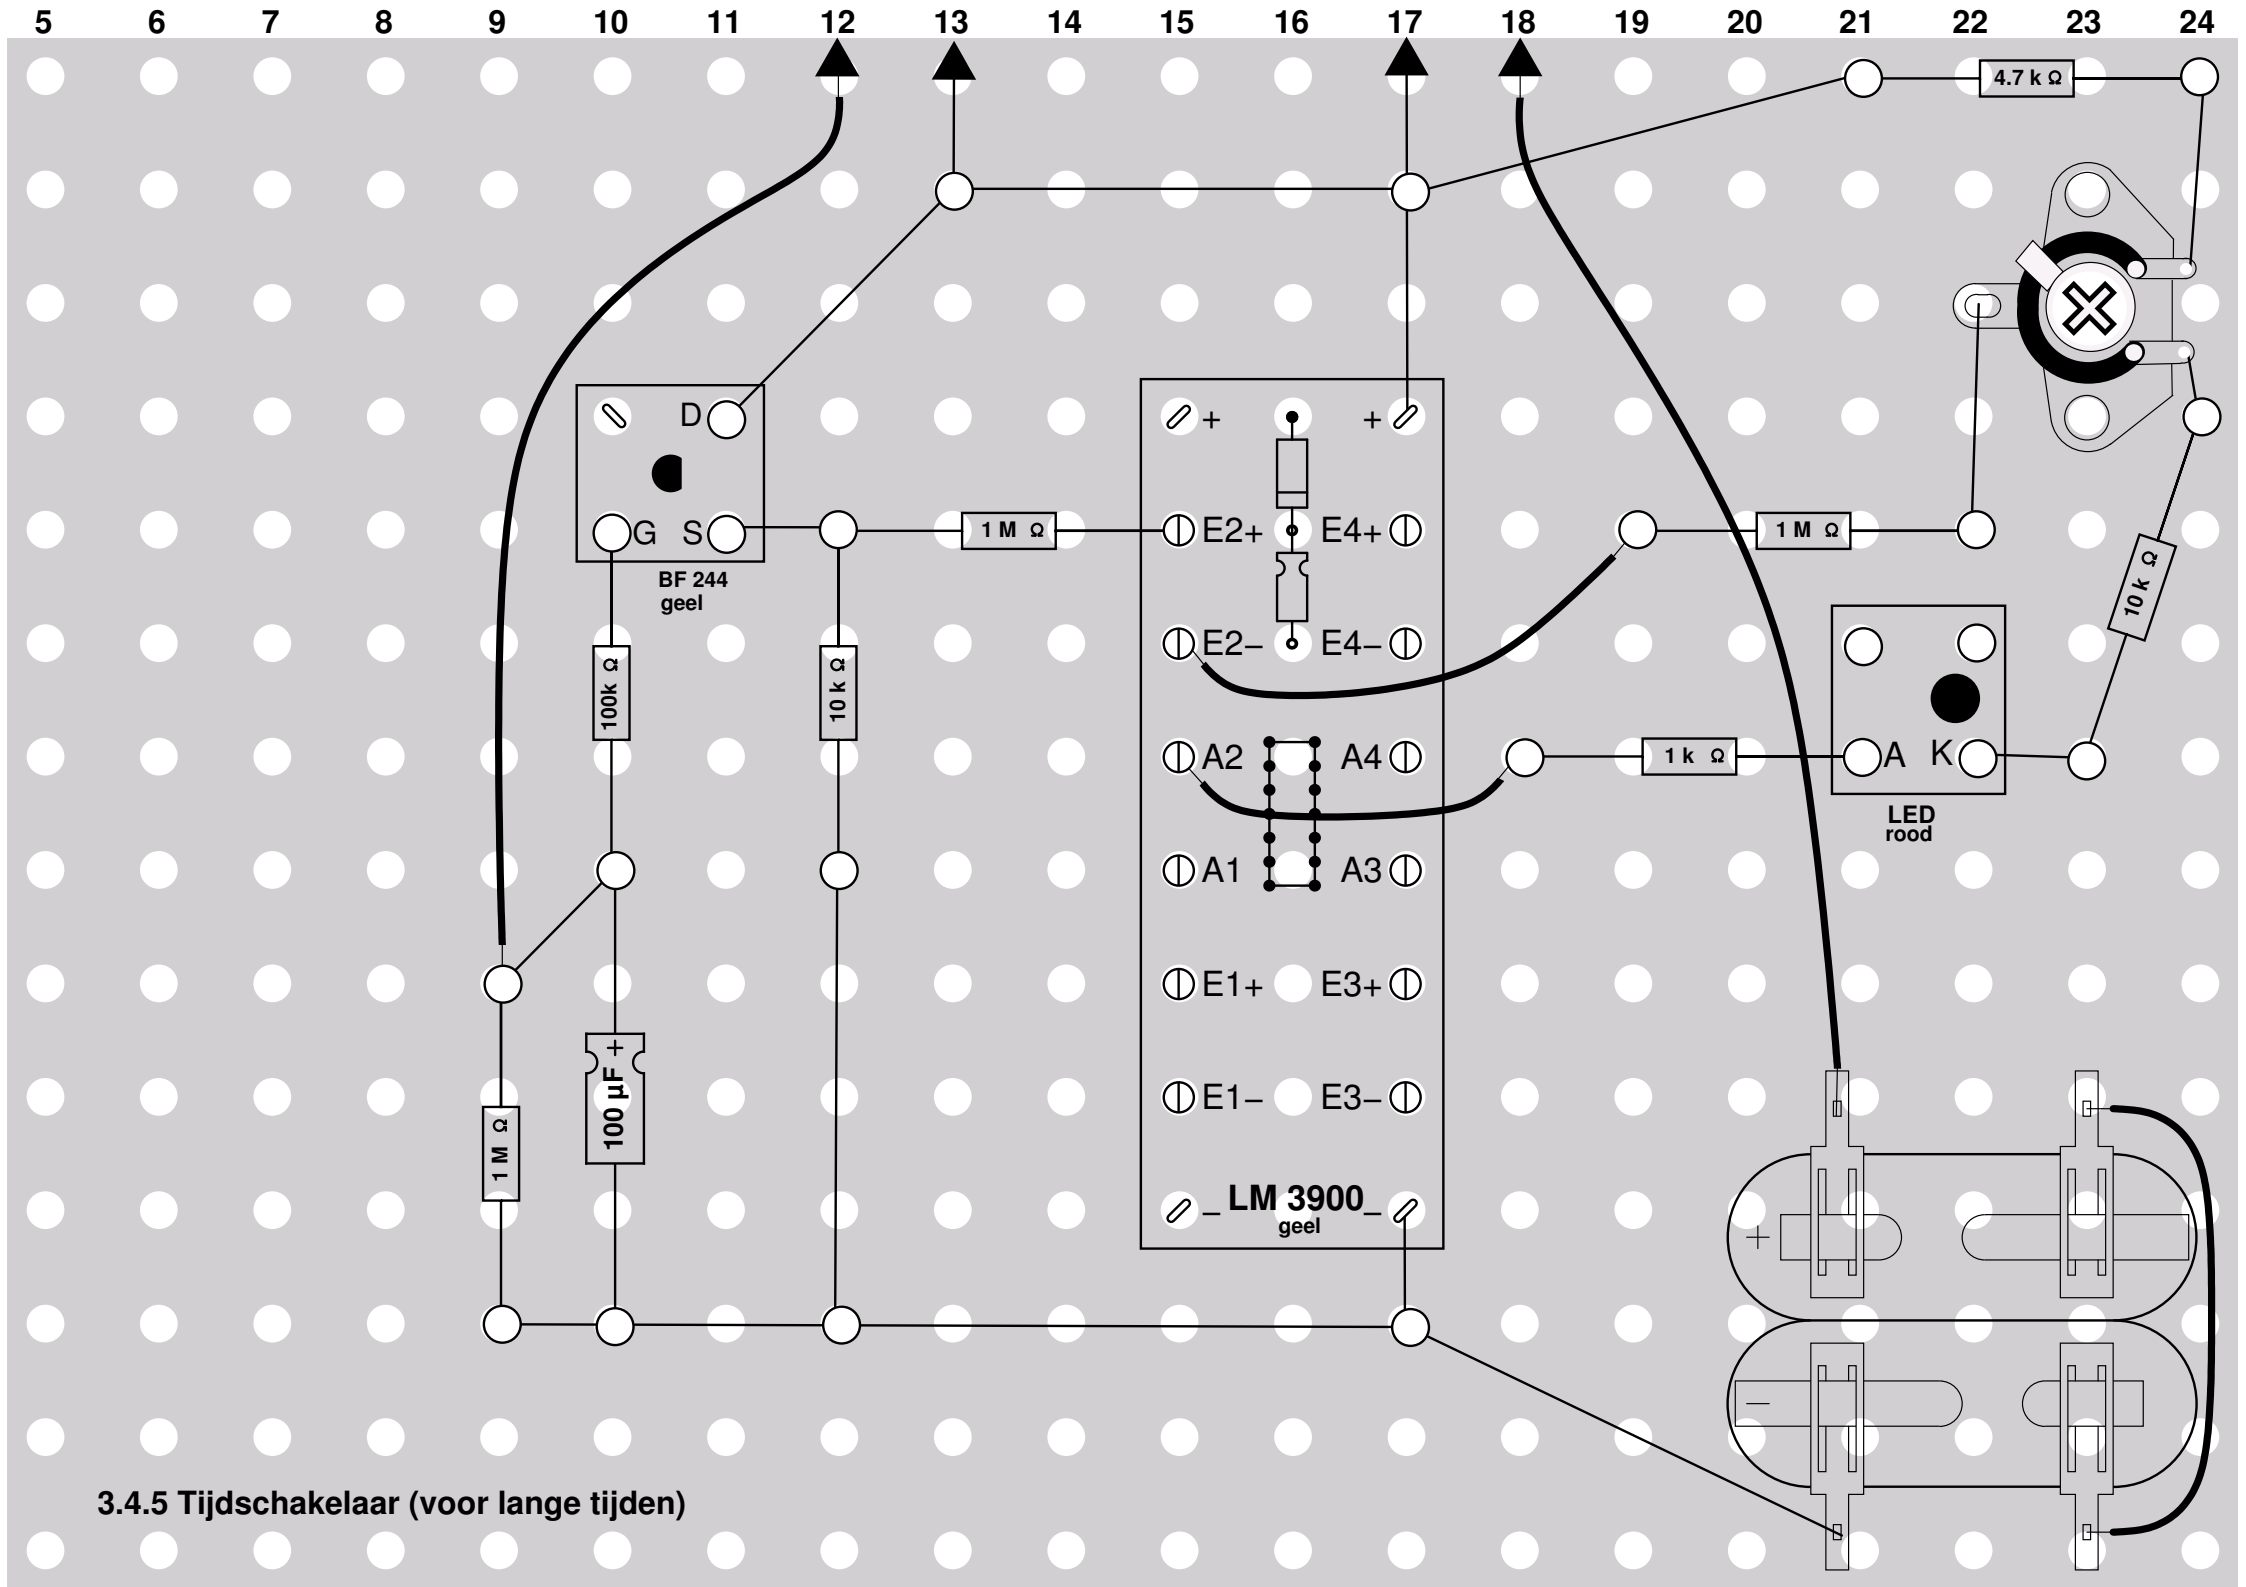 5 6 7 8 9 10 11 12 13 14 15 16 17 18 19 20 21 22 23 24
4.7 k Ω
D
G S
BF 244
geel
1 M Ω
100k Ω
10 k Ω
+ +
E2+ E4+
E2– E4–
A2 A4
A1 A3
E1+ E3+
E1– E3–
– LM 3900 –
geel
1 M Ω
10 k Ω
1 k Ω
A K
LED
rood
1 M Ω
100 µF +
+
–
3.4.5 Tijdschakelaar (voor lange tijden)